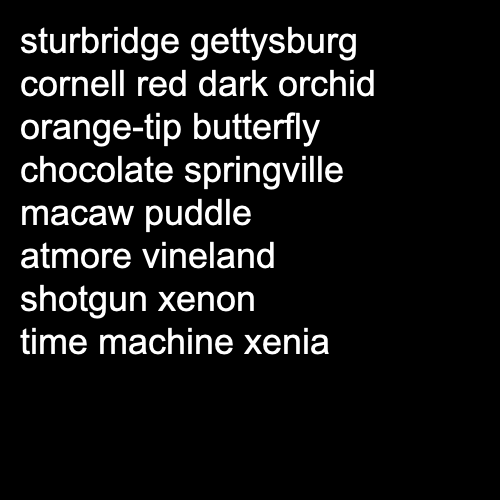 sturbridge gettysburg
cornell red dark orchid
orange-tip butterfly
chocolate springville
macaw puddle
atmore vineland
shotgun xenon
time machine xenia